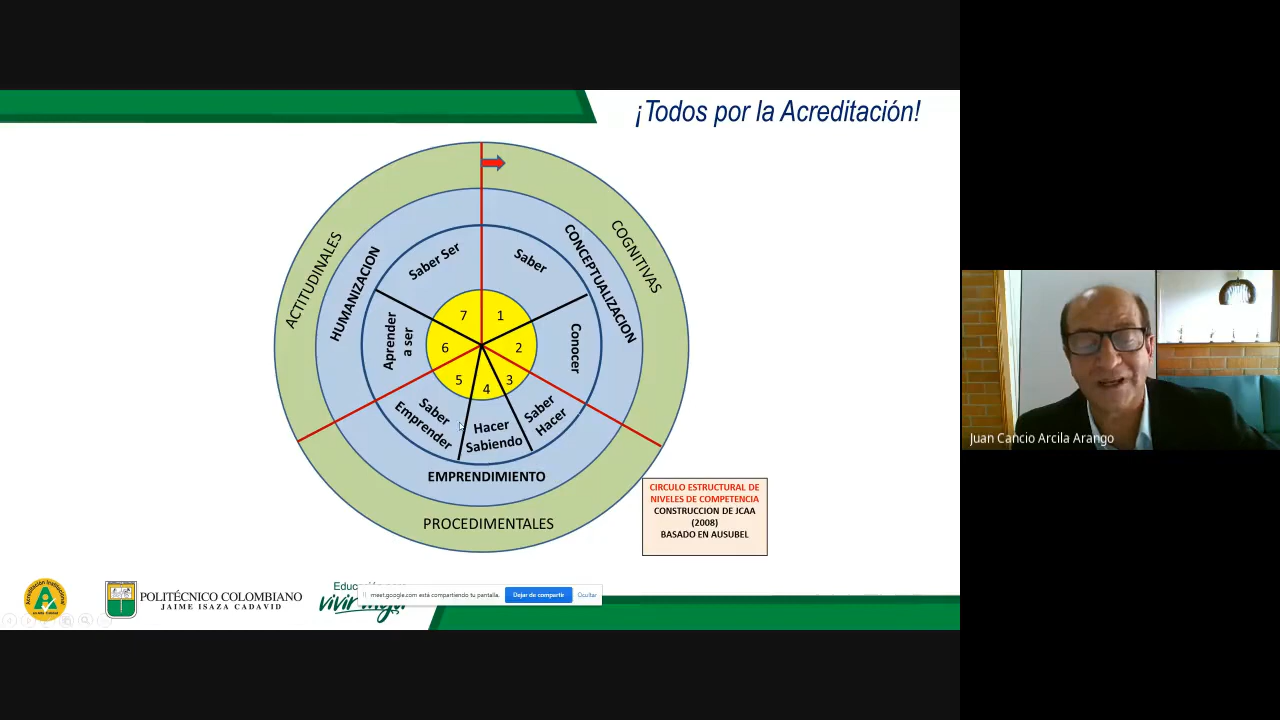 ¡Todos por la Acreditación!
ACTITUDINALES
COGNITIVAS
HUMANIZACION
CONCEPTUALIZACION
Saber Ser
Saber
Aprender
a ser
Conocer
7
1
6
2
5
4
3
Saber
Emprender
Hacer
Sabiendo
Saber
Hacer
EMPRENDIMIENTO
PROCEDIMENTALES
CIRCULO ESTRUCTURAL DE
NIVELES DE COMPETENCIA
CONSTRUCCION DE JCAA
(2008)
BASADO EN AUSUBEL
Juan Cancio Arcila Arango
POLITÉCNICO COLOMBIANO
JAIME ISAZA CADAVID
meet.google.com está compartiendo tu pantalla.
Dejar de compartir
Ocultar